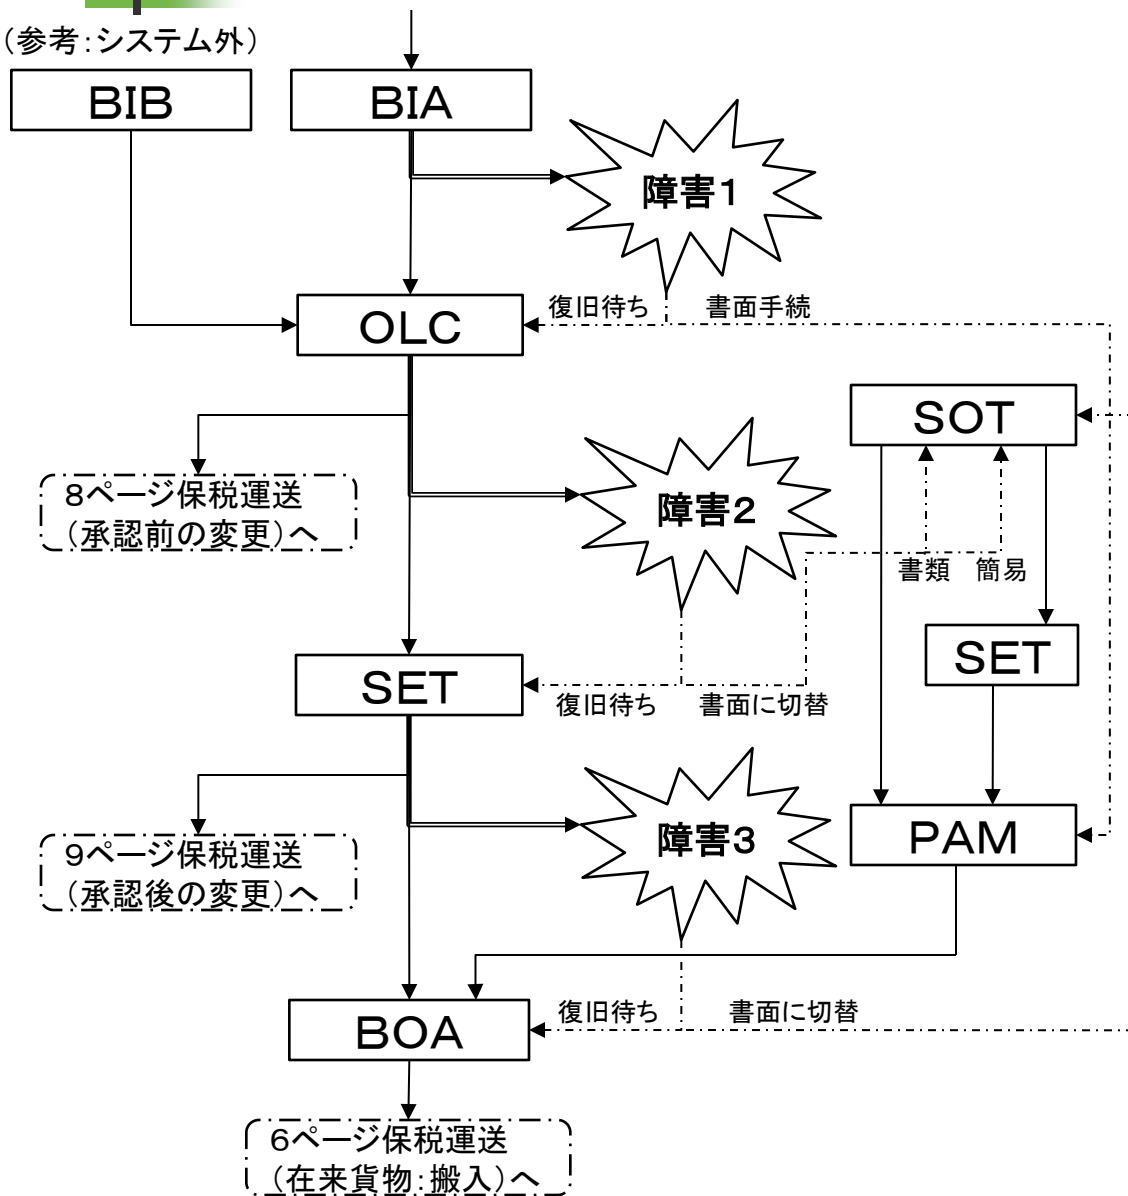 （参考：システム外）
BIB
BIA
障害１
復旧待ち
書面手続
OLC
SOT
8ページ保税運送
（承認前の変更）へ
障害２
書類
簡易
SET
SET
復旧待ち
書面に切替
9ページ保税運送
（承認後の変更）へ
障害３
PAM
BOA
復旧待ち
書面に切替
6ページ保税運送
（在来貨物：搬入）へ